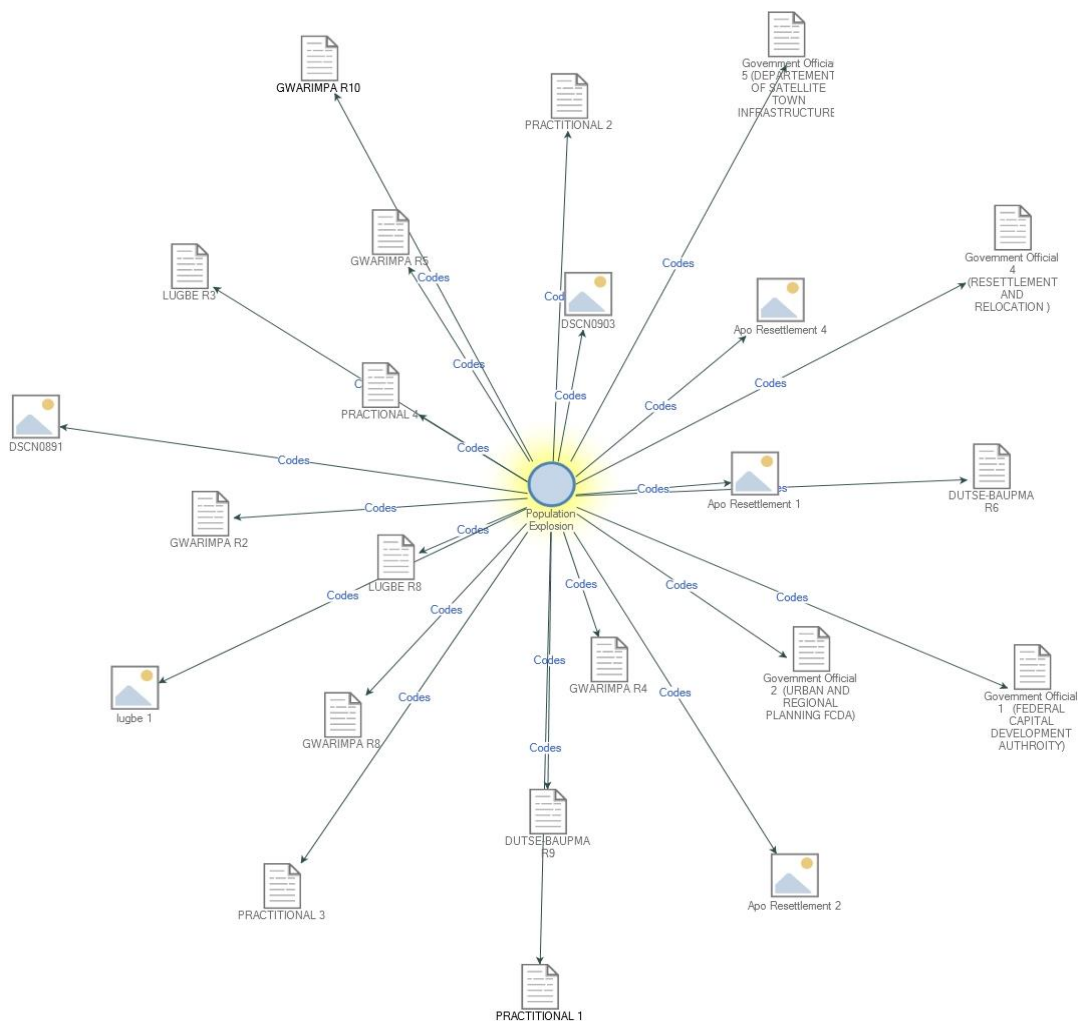 Government Official
5 (DEPARTEMENT
OF SATELLITE
TOWN
INFRASTRUCTURE
GWARIMPA R10
PRACTITIONAL 2
GWARIMPA R5
Codes
Codes
Government Official
4
(RESETTLEMENT
AND
RELOCATION )
LUGBE R3
Cod
DSCN0903
Apo Resettlement 4
Codes
Codes
C
Codes
Codes
PRACTIONAL 4
DSCN0891
Codes
Codes
Apo Resettlement 1
Codes
es
DUTSE-BAUPMA
R6
GWARIMPA R2
Codes
Population
Explosion
Codes
LUGBE R8
Codes
Codes
Codes
Codes
Codes
lugbe 1
GWARIMPA R8
Codes
Codes
GWARIMPA R4
Codes
Government Official
2 (URBAN AND
REGIONAL
PLANNING FCDA)
Government Official
1 (FEDERAL
CAPITAL
DEVELOPMENT
AUTHROITY)
Codes
DUTSE-BAUPMA
R9
PRACTITIONAL 3
Apo Resettlement 2
PRACTITIONAL 1